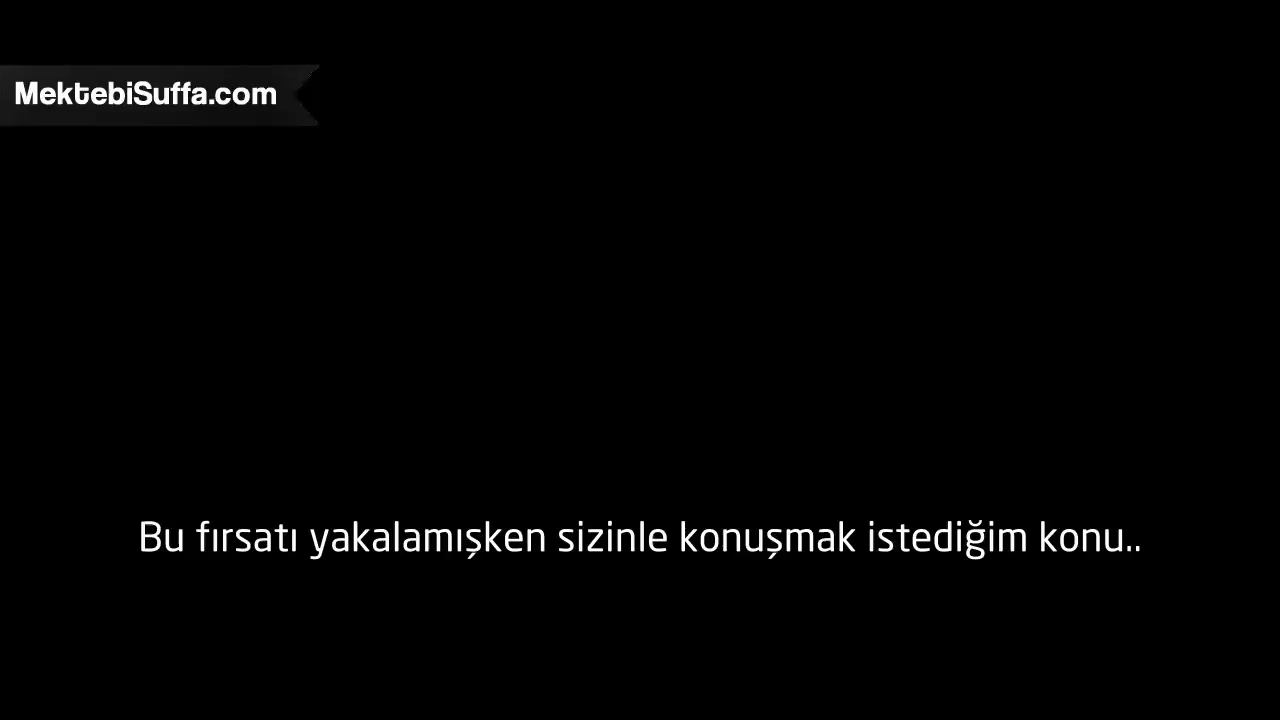 MektebiSuffa.com
Bu fırsatı yakalamışken sizinle konuşmak istediğim konu..